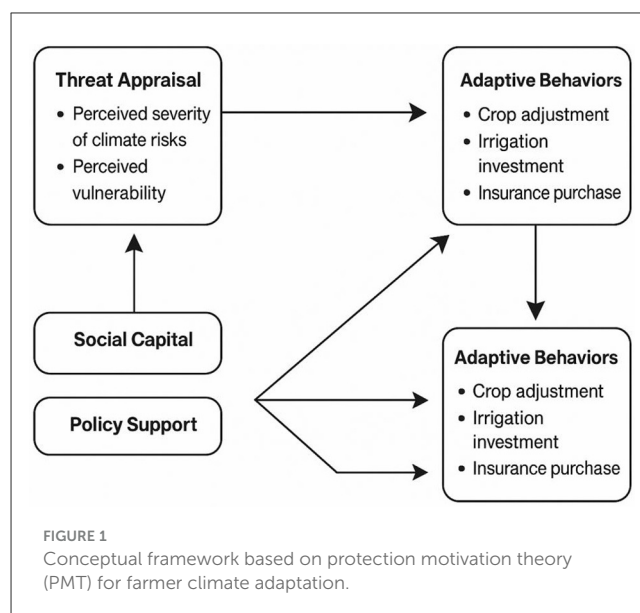 Threat Appraisal
• Perceived severity
of climate risks
• Perceived
vulnerability
Adaptive Behaviors
• Crop adjustment
• Irrigation
investment
• Insurance purchase
Social Capital
Policy Support
Adaptive Behaviors
• Crop adjustment
• Irrigation
investment
• Insurance purchase
FIGURE 1
Conceptual framework based on protection motivation theory
(PMT) for farmer climate adaptation.